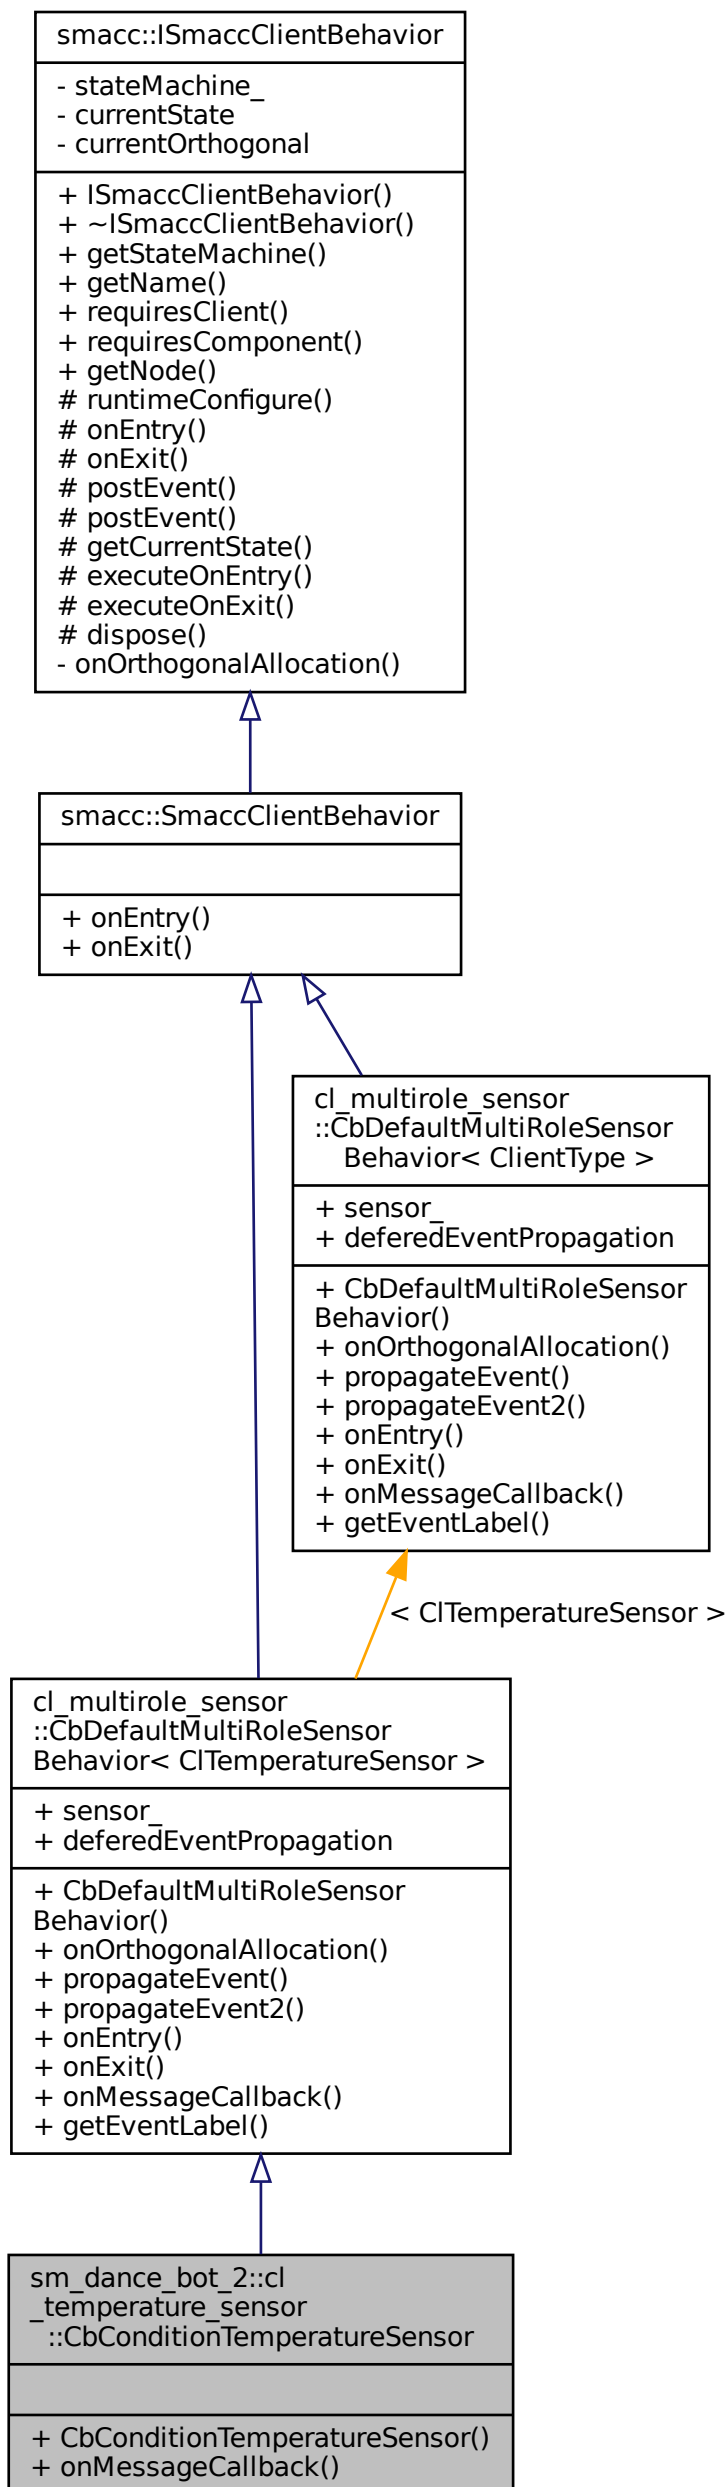 smacc::ISmaccClientBehavior
- stateMachine_
- currentState
- currentOrthogonal
+ ISmaccClientBehavior()
+ ~ISmaccClientBehavior()
+ getStateMachine()
+ getName()
+ requiresClient()
+ requiresComponent()
+ getNode()
# runtimeConfigure()
# onEntry()
# onExit()
# postEvent()
# postEvent()
# getCurrentState()
# executeOnEntry()
# executeOnExit()
# dispose()
- onOrthogonalAllocation()
smacc::SmaccClientBehavior
+ onEntry()
+ onExit()
cl_multirole_sensor
::CbDefaultMultiRoleSensor
Behavior< ClientType >
+ sensor_
+ deferedEventPropagation
+ CbDefaultMultiRoleSensor
Behavior()
+ onOrthogonalAllocation()
+ propagateEvent()
+ propagateEvent2()
+ onEntry()
+ onExit()
+ onMessageCallback()
+ getEventLabel()
< ClTemperatureSensor >
cl_multirole_sensor
::CbDefaultMultiRoleSensor
Behavior< ClTemperatureSensor >
+ sensor_
+ deferedEventPropagation
+ CbDefaultMultiRoleSensor
Behavior()
+ onOrthogonalAllocation()
+ propagateEvent()
+ propagateEvent2()
+ onEntry()
+ onExit()
+ onMessageCallback()
+ getEventLabel()
sm_dance_bot_2::cl
_temperature_sensor
::CbConditionTemperatureSensor
+ CbConditionTemperatureSensor()
+ onMessageCallback()